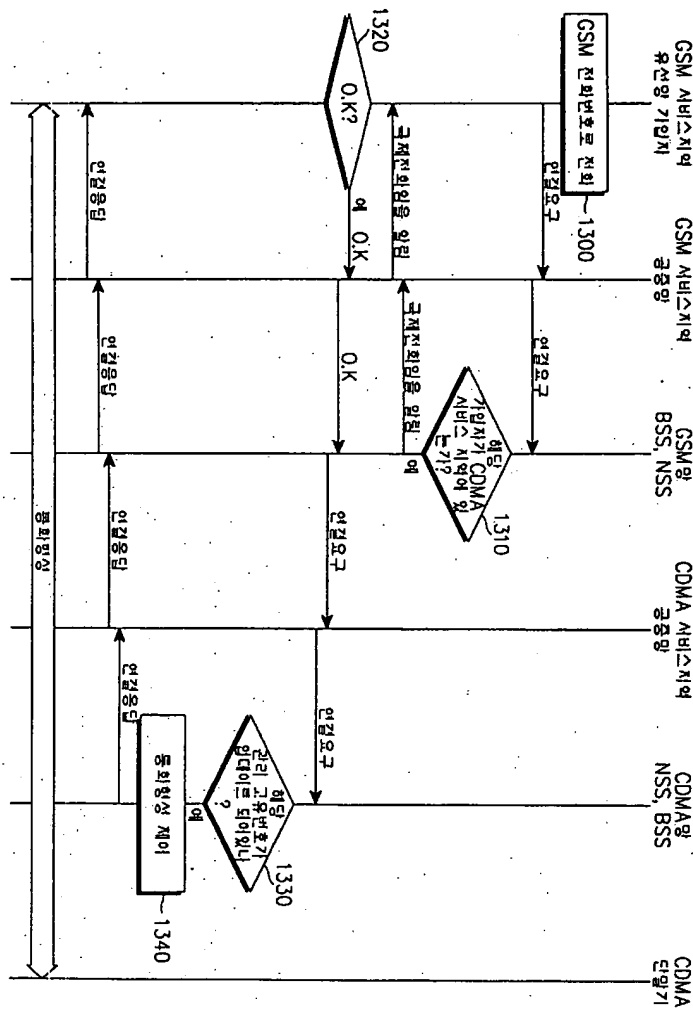 GSM 서비스지역
유선망 가입자
GSM 서비스지역
공중망
GSM망
BSS, NSS
CDMA 서비스지역
공중망
CDMA망
NSS, BSS
CDMA
단말기
GSM 전화번호로 전화
1300
연결요구
연결요구
해당
가입자가 CDMA
서비스 지역에 있
는가?
1310
예
국제전화임을 알림
국제전화임을 알림
1320
O.K?
예
O.K
O.K
연결요구
연결요구
해당
관리 고유번호가
업데이트 되어있나
?
1330
예
통화형성 제어
1340
연결응답
연결응답
연결응답
연결응답
통화형성